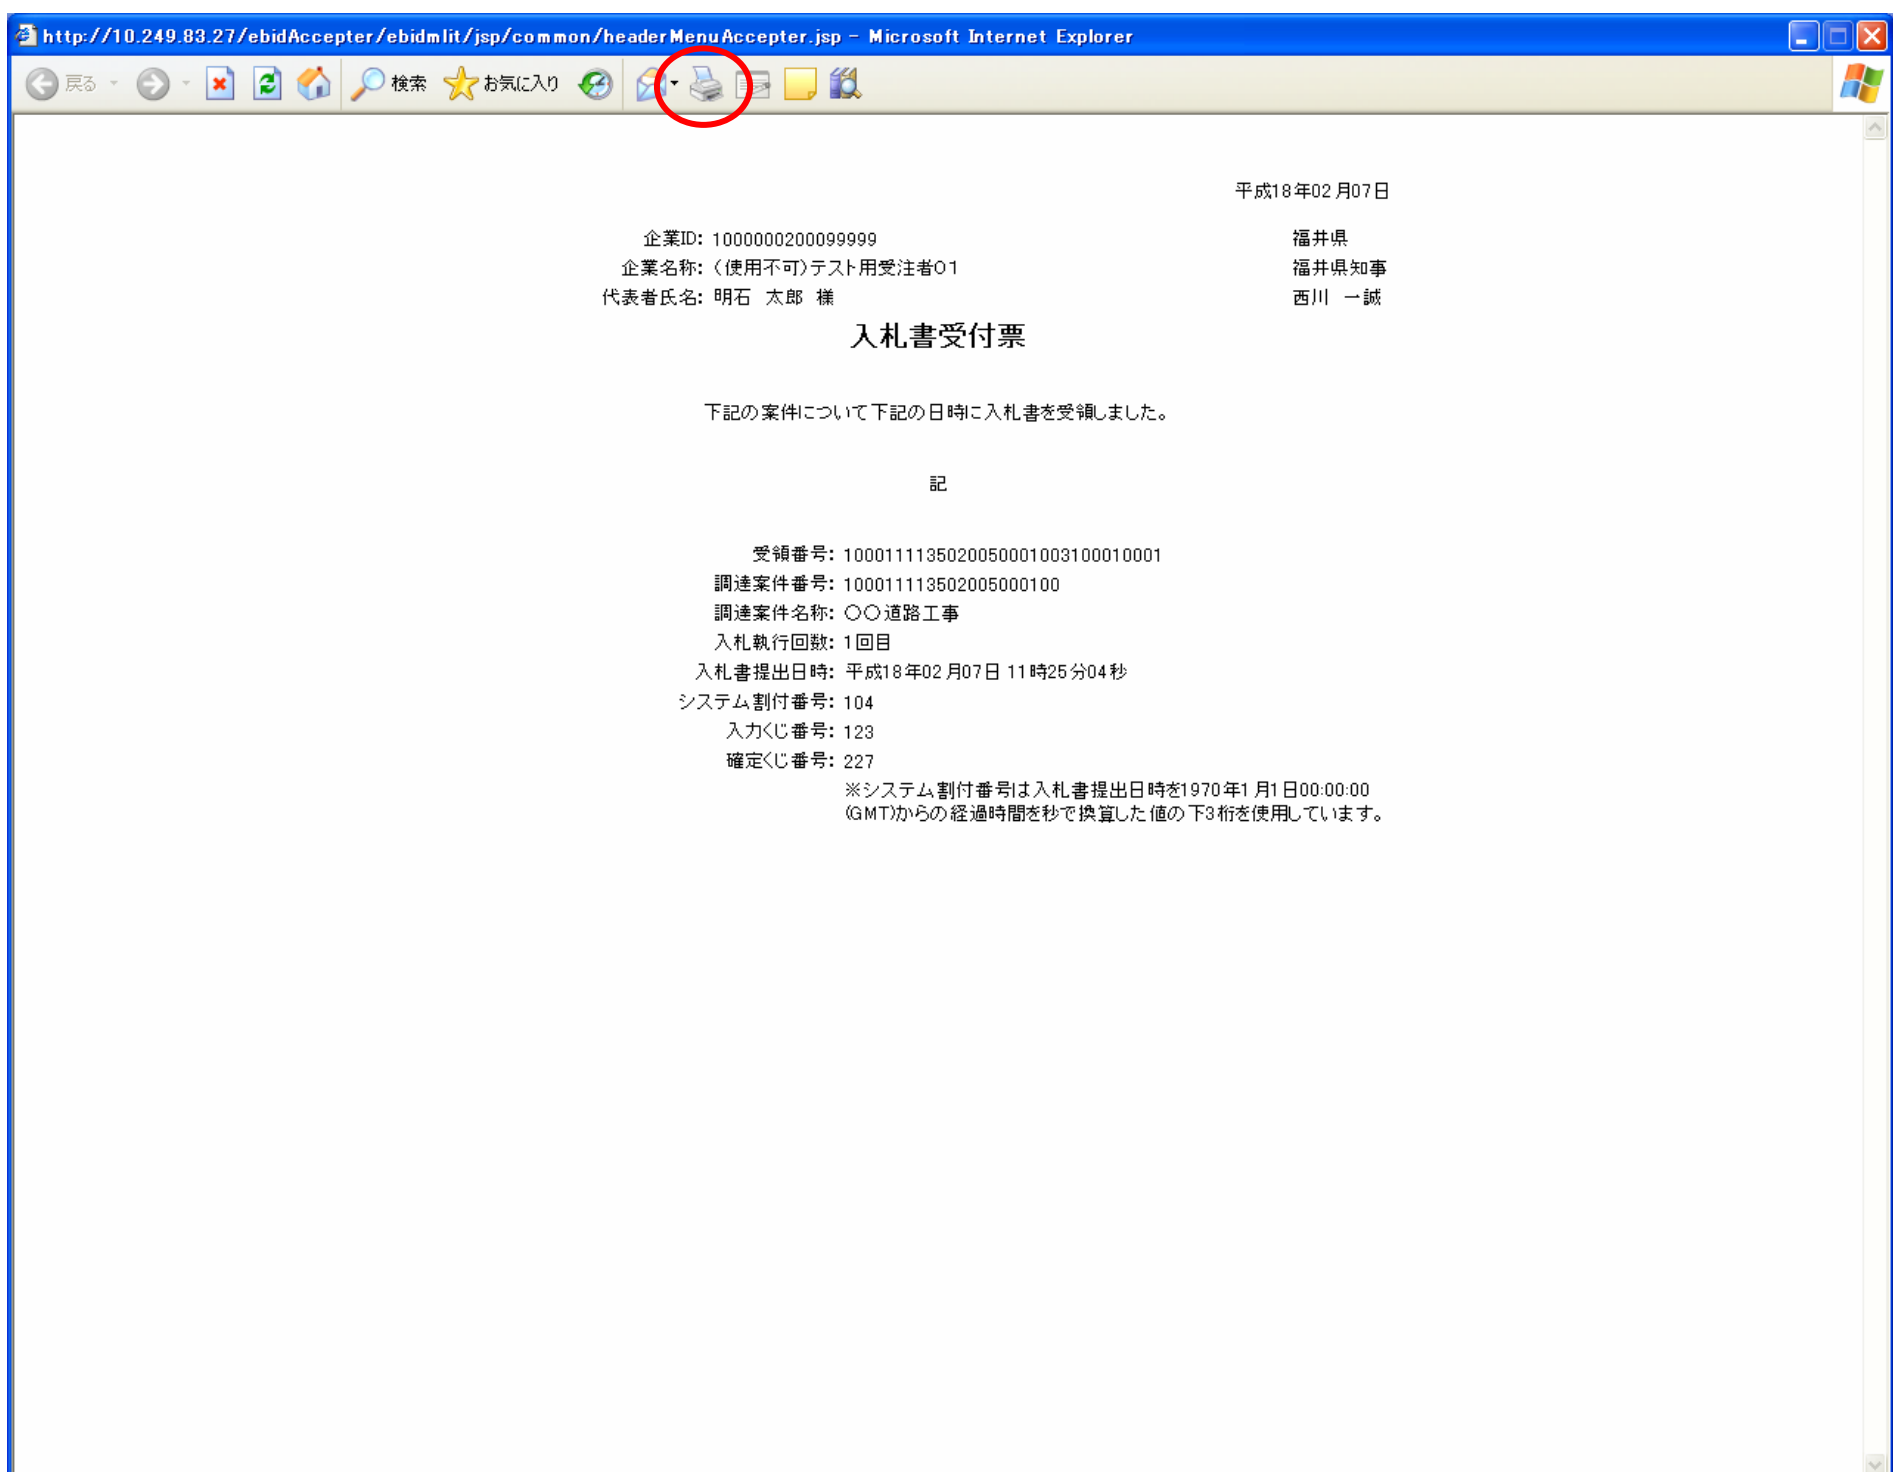 http://10.249.83.27/ebidAccepter/ebidmlit/jsp/common/headerMenuAccepter.jsp - Microsoft Internet Explorer
戻る 検索 お気に入り
平成18年02月07日
企業ID: 1000000200099999 福井県
企業名称: (使用不可)テスト用受注者01 福井県知事
代表者氏名: 明石 太郎 様 西川 一誠
入札書受付票
下記の案件について下記の日時に入札書を受領しました。
記
受領番号: 1000111135020050001003100010001
調達案件番号: 100011113502005000100
調達案件名称: 〇〇道路工事
入札執行回数: 1回目
入札書提出日時: 平成18年02月07日 11時25分04秒
システム割付番号: 104
入力くじ番号: 123
確定くじ番号: 227
※システム割付番号は入札書提出日時を1970年1月1日00:00:00
(GMT)からの経過時間を秒で換算した値の下3桁を使用しています。